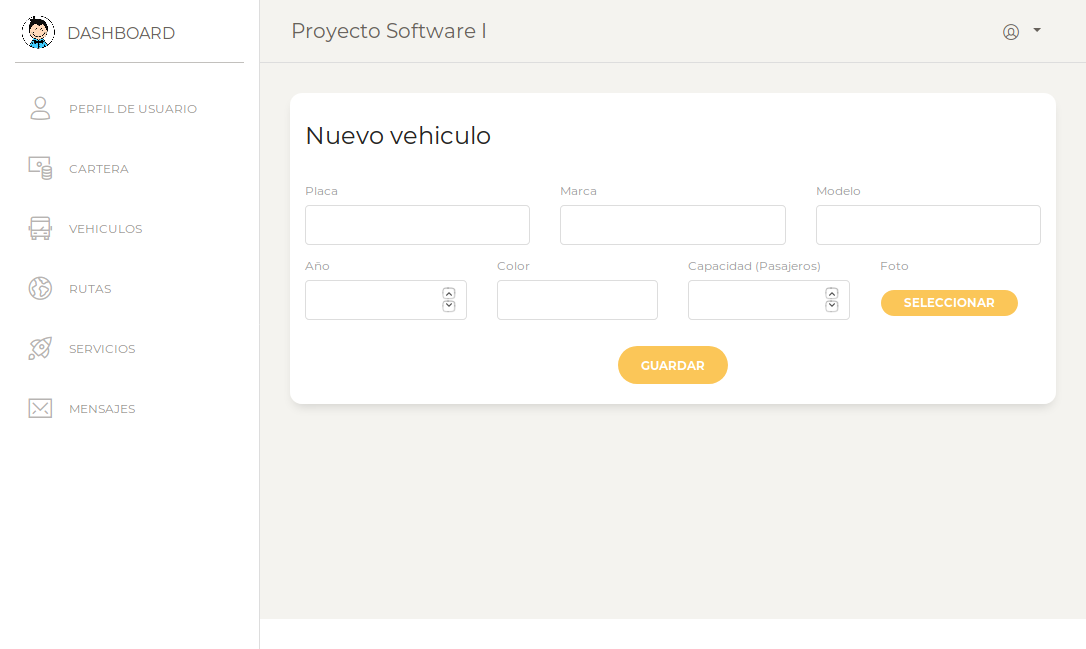 DASHBOARD
PERFIL DE USUARIO
CARTERA
VEHICULOS
RUTAS
SERVICIOS
MENSAJES
Proyecto Software I
Nuevo vehiculo
Placa
Marca
Modelo
Año
Color
Capacidad (Pasajeros)
Foto
SELECCIONAR
GUARDAR